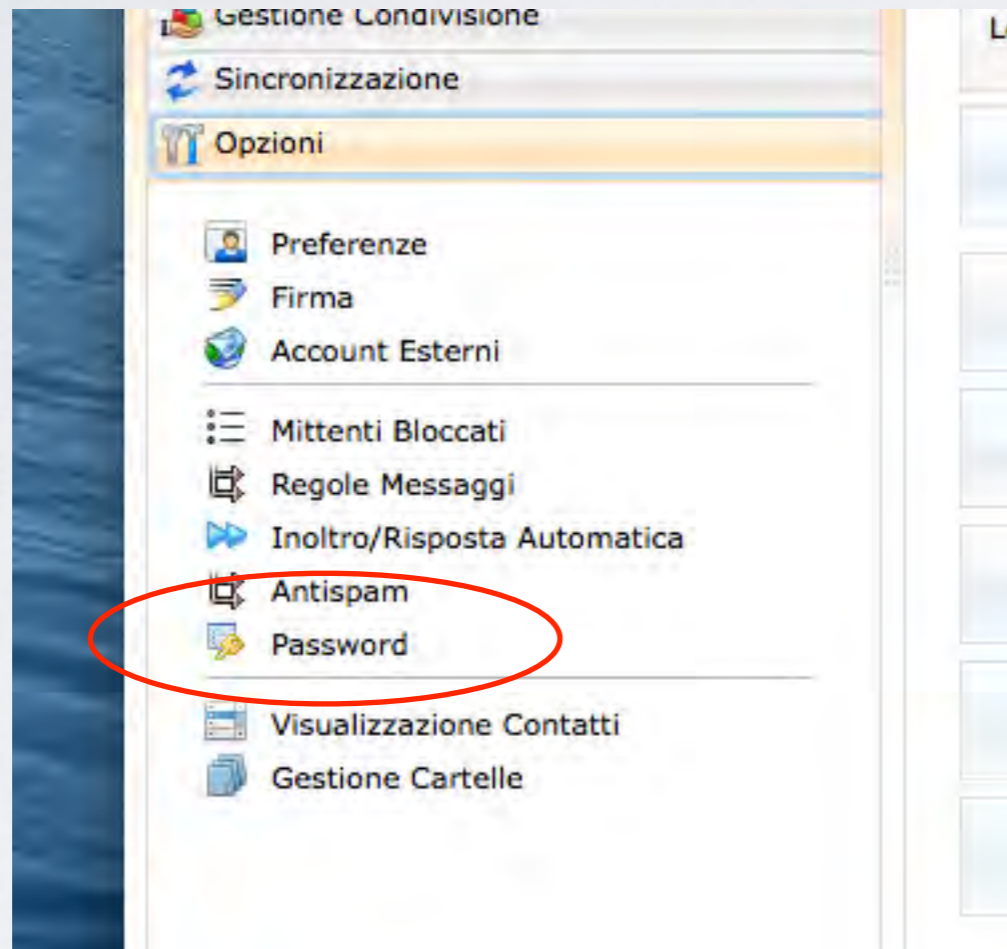 Gestione Condivisione
Sincronizzazione
Opzioni
Preferenze
Firma
Account Esterni
Mittenti Bloccati
Regole Messaggi
Inoltro/Risposta Automatica
Antispam
Password
Visualizzazione Contatti
Gestione Cartelle